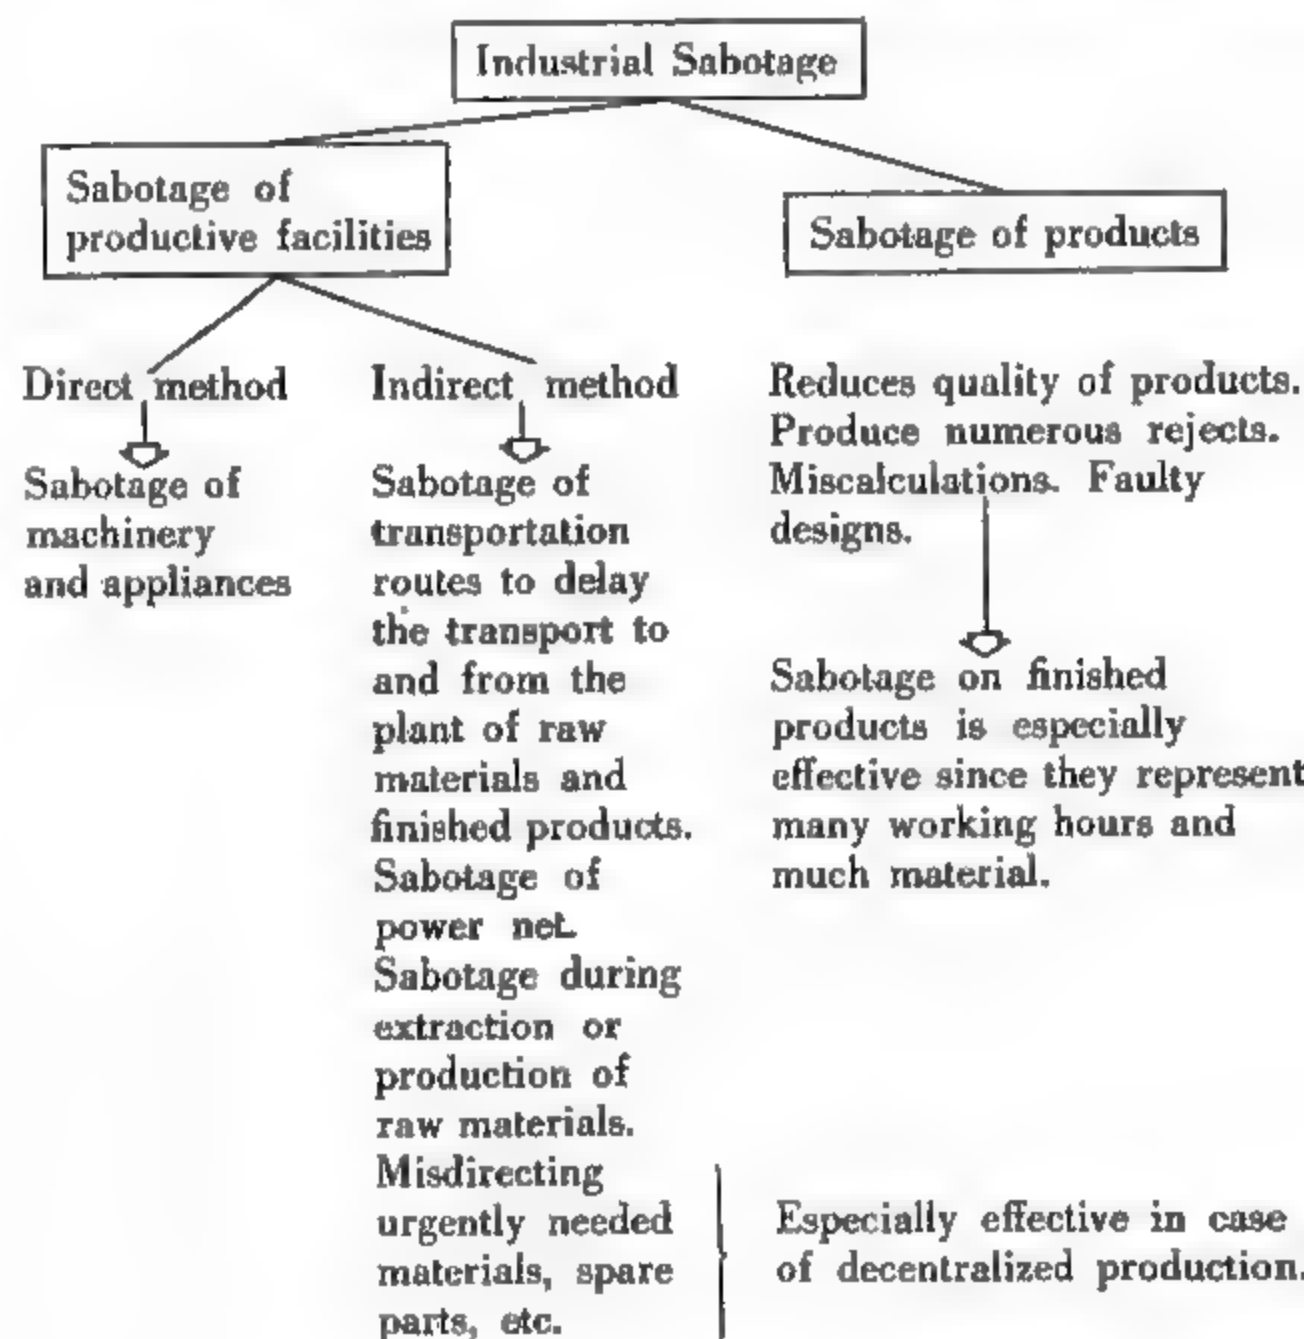 Industrial Sabotage
Sabotage of
productive facilities
Sabotage of products
Direct method
Sabotage of
machinery
and appliances
Indirect method
Sabotage of
transportation
routes to delay
the transport to
and from the
plant of raw
materials and
finished products.
Sabotage of
power net.
Sabotage during
extraction or
production of
raw materials.
Misdirecting
urgently needed
materials, spare
parts, etc.
Especially effective in case
of decentralized production.
Reduces quality of products.
Produce numerous rejects.
Miscalculations. Faulty
designs.
Sabotage on finished
products is especially
effective since they represent
many working hours and
much material.